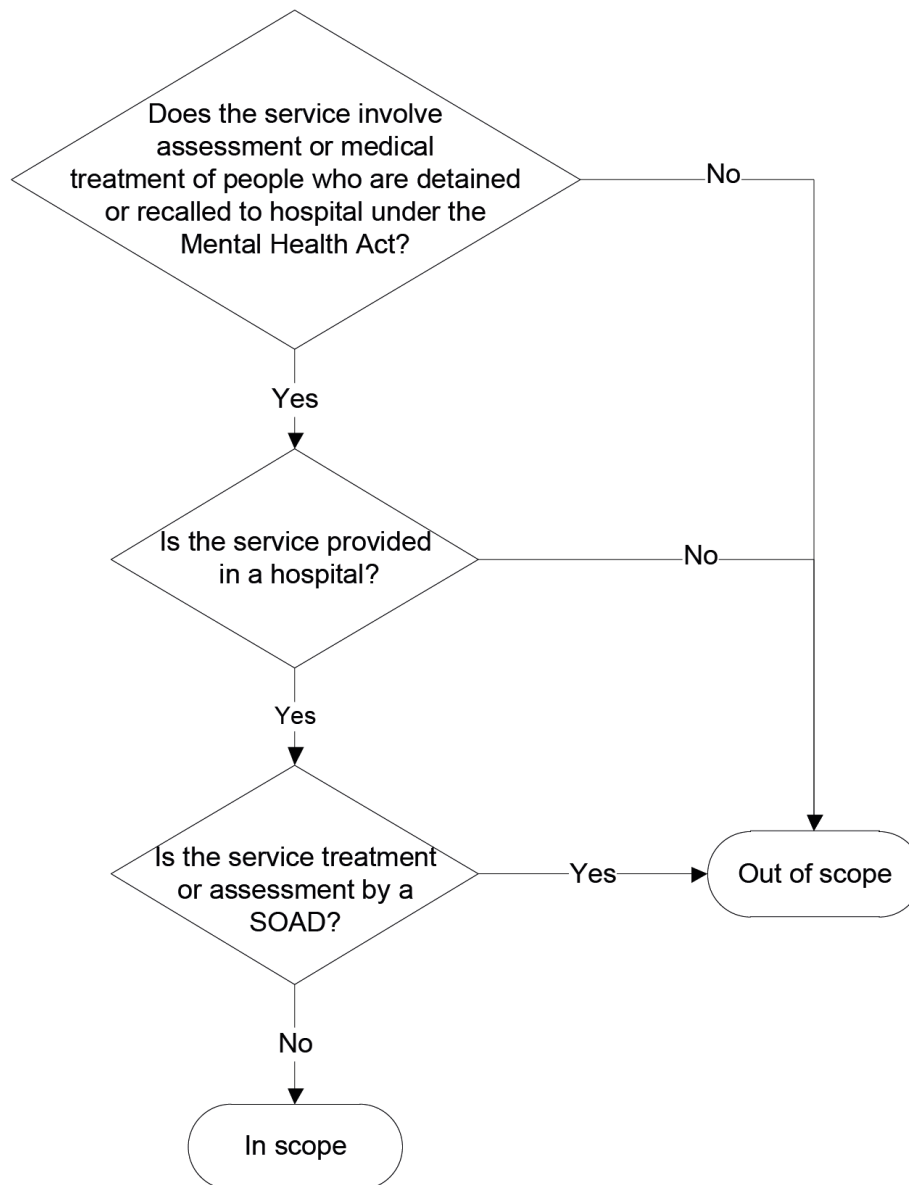 Does the service involve
assessment or medical
treatment of people who are detained
or recalled to hospital under the
Mental Health Act?
No
Yes
Is the service provided
in a hospital?
No
Yes
Is the service treatment
or assessment by a
SOAD?
Yes
Out of scope
No
In scope